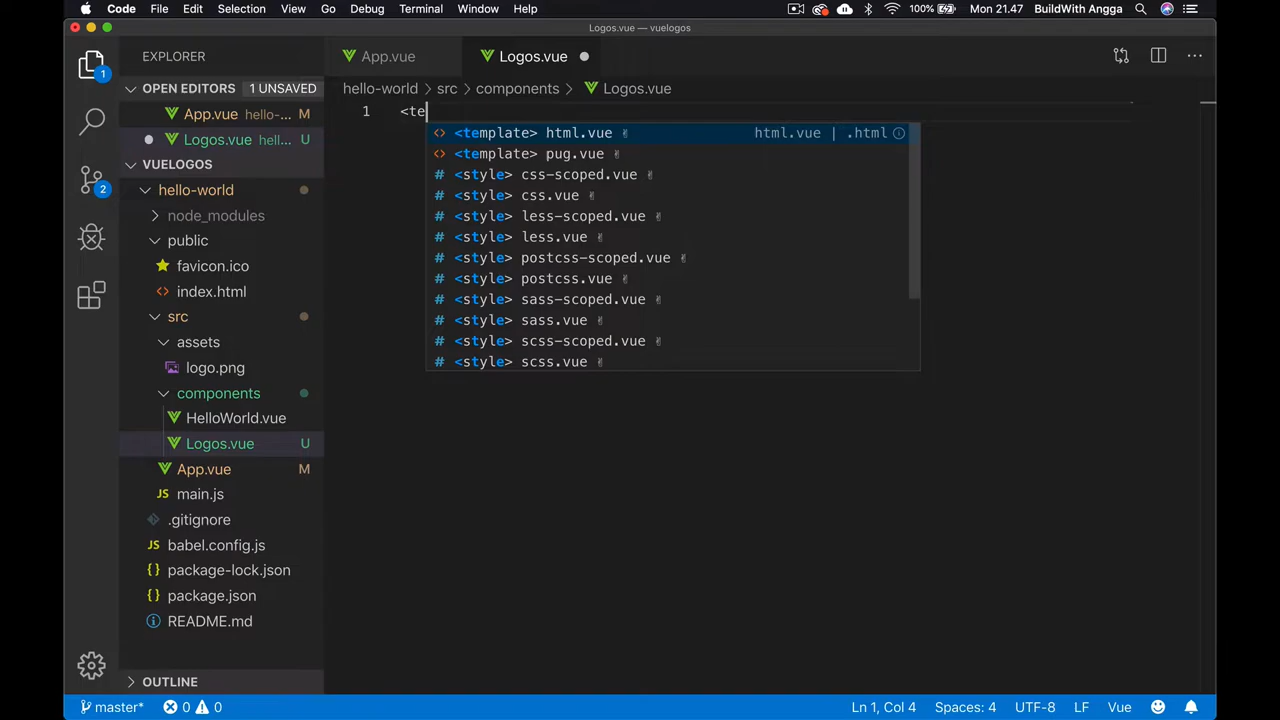 Code File Edit Selection View Go Debug Terminal Window Help 100% Mon 21.47 BuildWith Angga
Logos.vue — vuelogos
EXPLORER
App.vue
Logos.vue
OPEN EDITORS 1 UNSAVED
hello-world > src > components > Logos.vue
App.vue hello-... M
Logos.vue hell... U
1 <te
VUELOGOS
hello-world
node_modules
public
favicon.ico
index.html
src
assets
logo.png
components
HelloWorld.vue
Logos.vue U
App.vue M
main.js
.gitignore
babel.config.js
package-lock.json
package.json
README.md
OUTLINE
1
2
<template> html.vue html.vue | .html
<template> pug.vue
# <style> css-scoped.vue
# <style> css.vue
# <style> less-scoped.vue
# <style> less.vue
# <style> postcss-scoped.vue
# <style> postcss.vue
# <style> sass-scoped.vue
# <style> sass.vue
# <style> scss-scoped.vue
# <style> scss.vue
master* 0 0 Ln 1, Col 4 Spaces: 4 UTF-8 LF Vue